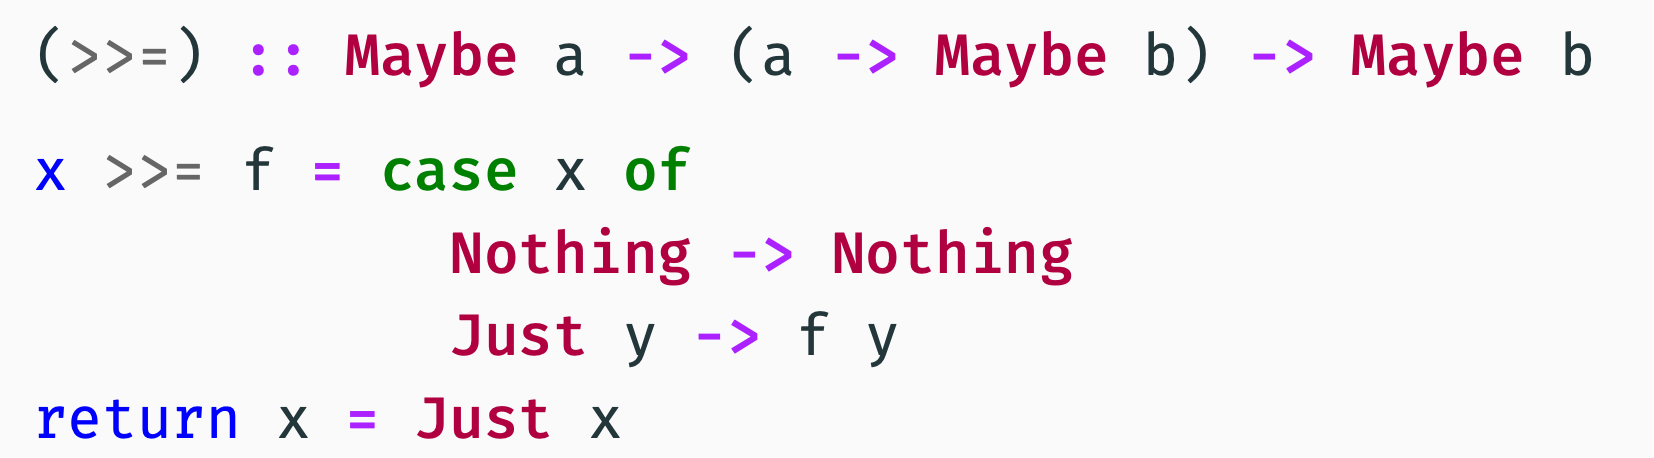 (>>=) :: Maybe a -> (a -> Maybe b) -> Maybe b
x >>= f = case x of
            Nothing -> Nothing
            Just y -> f y
return x = Just x